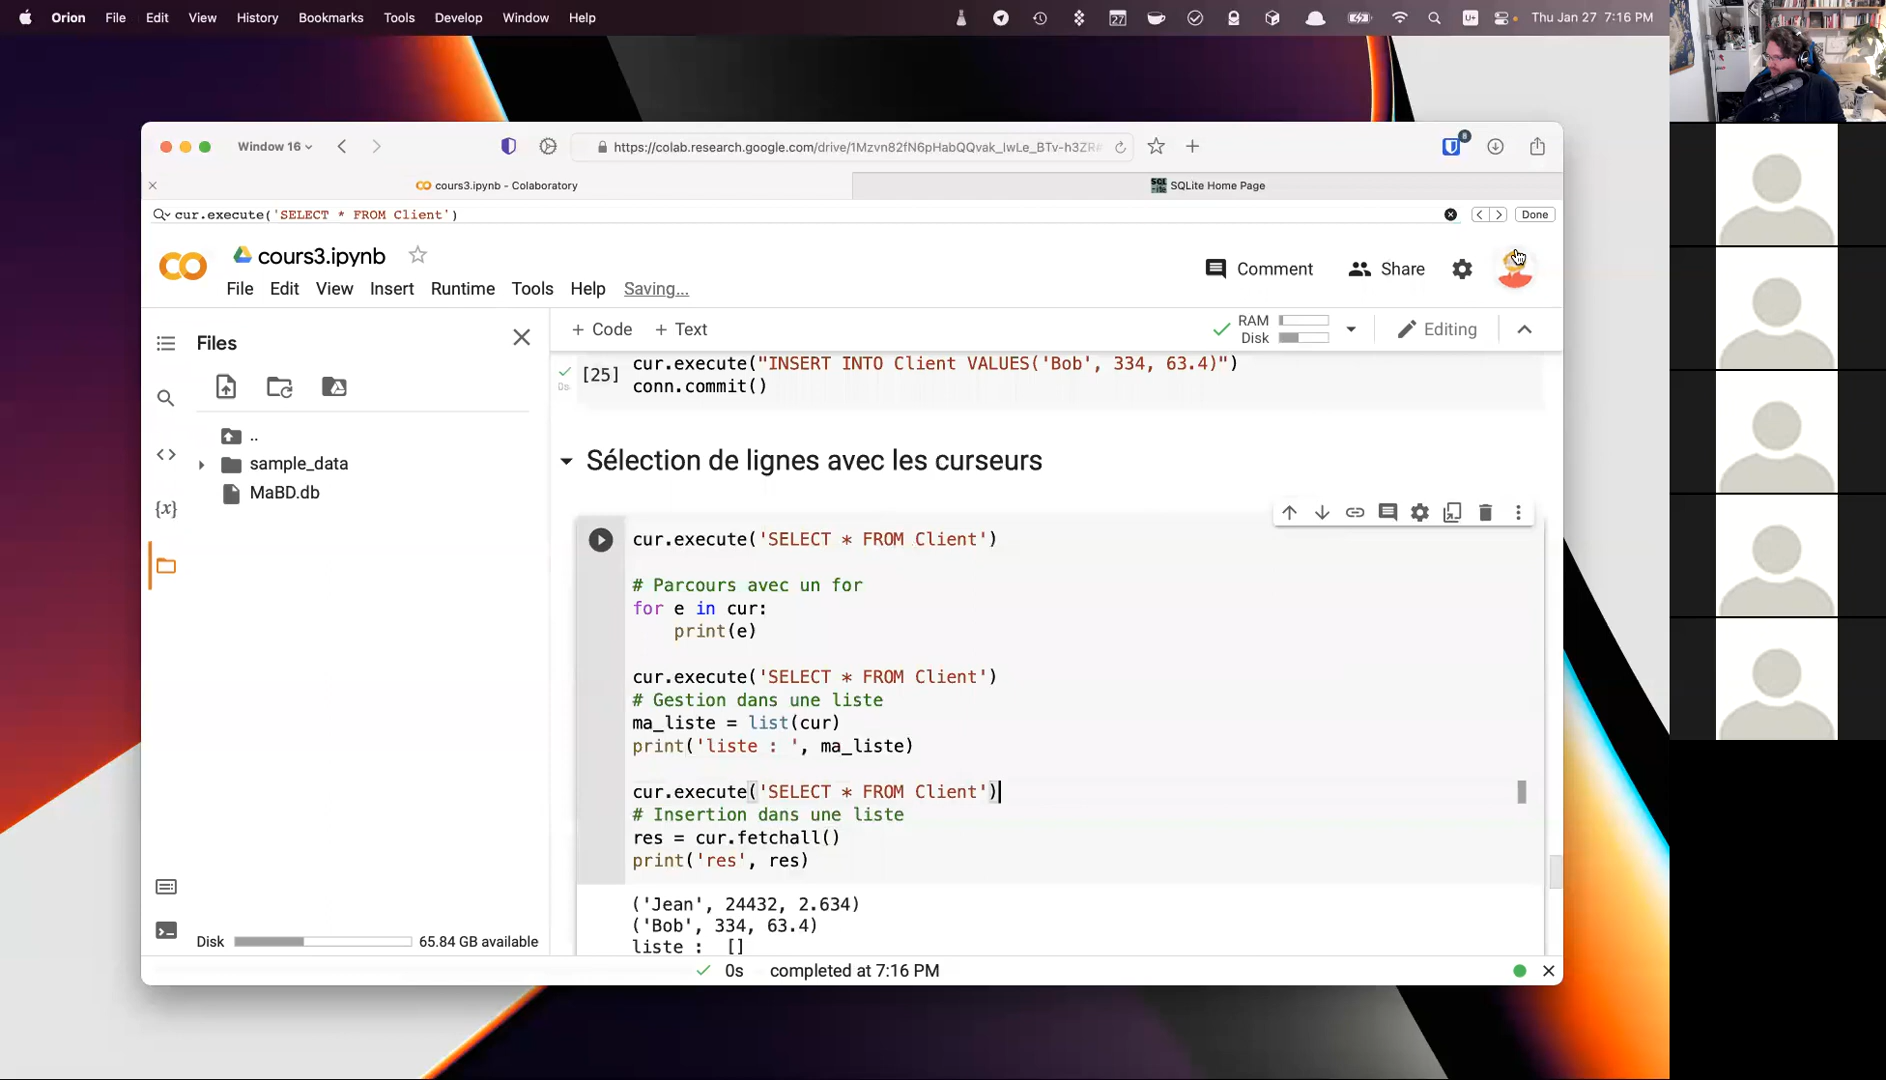 Orion File Edit View History Bookmarks Tools Develop Window Help 27 Thu Jan 27 7:16 PM
Window 16 https://colab.research.google.com/drive/1Mzvn82fN6pHabQQvak_lwLe_BTv-h3ZR# 8
cours3.ipynb - Colaboratory SQLite Home Page
cur.execute('SELECT * FROM Client') Done
cours3.ipynb
Comment Share
File Edit View Insert Runtime Tools Help Saving...
Files
+ Code + Text
RAM
Disk
Editing
..
sample_data
MaBD.db
{x}
Disk 65.84 GB available
[25]
0s
cur.execute("INSERT INTO Client VALUES('Bob', 334, 63.4)")
conn.commit()
Sélection de lignes avec les curseurs
cur.execute('SELECT * FROM Client')
# Parcours avec un for
for e in cur:
print(e)
cur.execute('SELECT * FROM Client')
# Gestion dans une liste
ma_liste = list(cur)
print('liste : ', ma_liste)
cur.execute('SELECT * FROM Client')
# Insertion dans une liste
res = cur.fetchall()
print('res', res)
('Jean', 24432, 2.634)
('Bob', 334, 63.4)
liste : []
0s completed at 7:16 PM